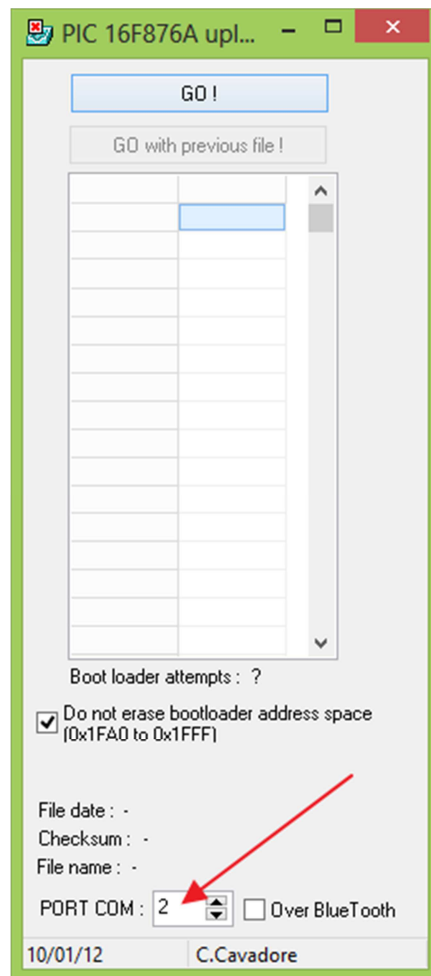 PIC 16F876A upl...
GO !
GO with previous file !
Boot loader attempts : ?
Do not erase bootloader address space
(0x1FA0 to 0x1FFF)
File date : -
Checksum : -
File name : -
PORT COM : 2 Over BlueTooth
10/01/12 C.Cavadore